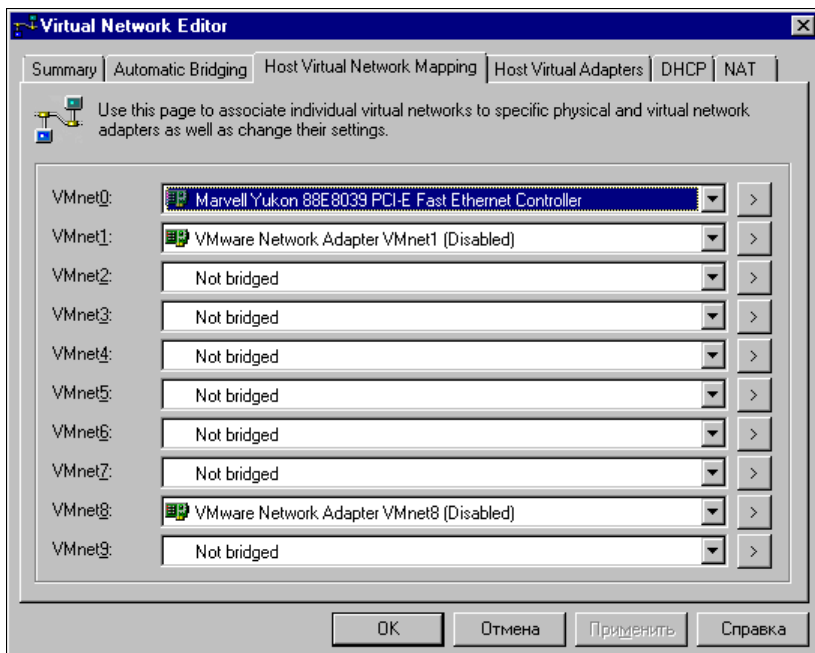 Virtual Network Editor
Summary Automatic Bridging Host Virtual Network Mapping Host Virtual Adapters DHCP NAT
Use this page to associate individual virtual networks to specific physical and virtual network
adapters as well as change their settings.
VMnet0: Marvell Yukon 88E8039 PCI-E Fast Ethernet Controller >
VMnet1: VMware Network Adapter VMnet1 (Disabled) >
VMnet2: Not bridged >
VMnet3: Not bridged >
VMnet4: Not bridged >
VMnet5: Not bridged >
VMnet6: Not bridged >
VMnet7: Not bridged >
VMnet8: VMware Network Adapter VMnet8 (Disabled) >
VMnet9: Not bridged >
OK Отмена Применить Справка